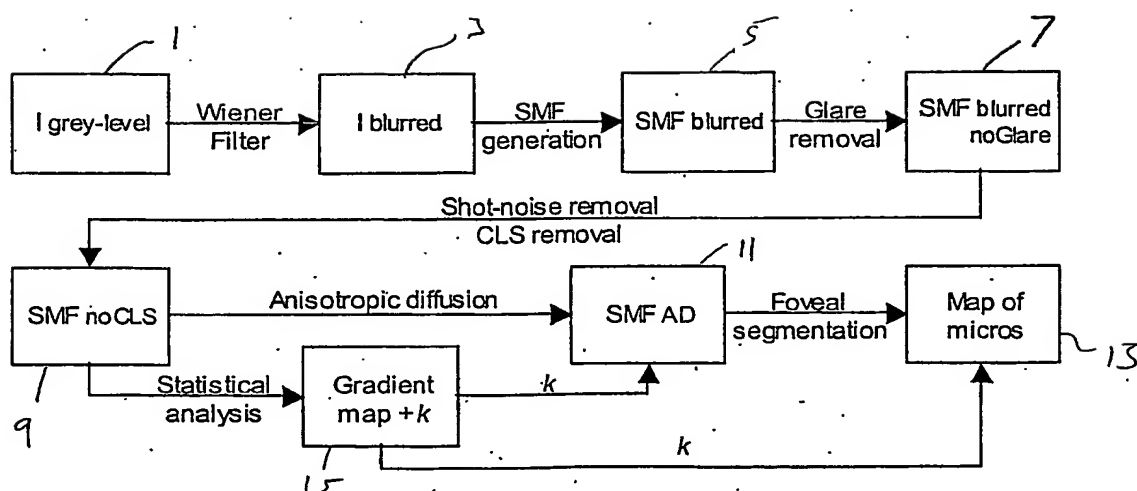 1
3
5
7
I grey-level
Wiener
Filter
I blurred
SMF
generation
SMF blurred
Glare
removal
SMF blurred
noGlare
Shot-noise removal
CLS removal
11
SMF noCLS
Anisotropic diffusion
SMF AD
Foveal
segmentation
Map of
micros
13
9
Statistical
analysis
Gradient
map + k
k
k
15